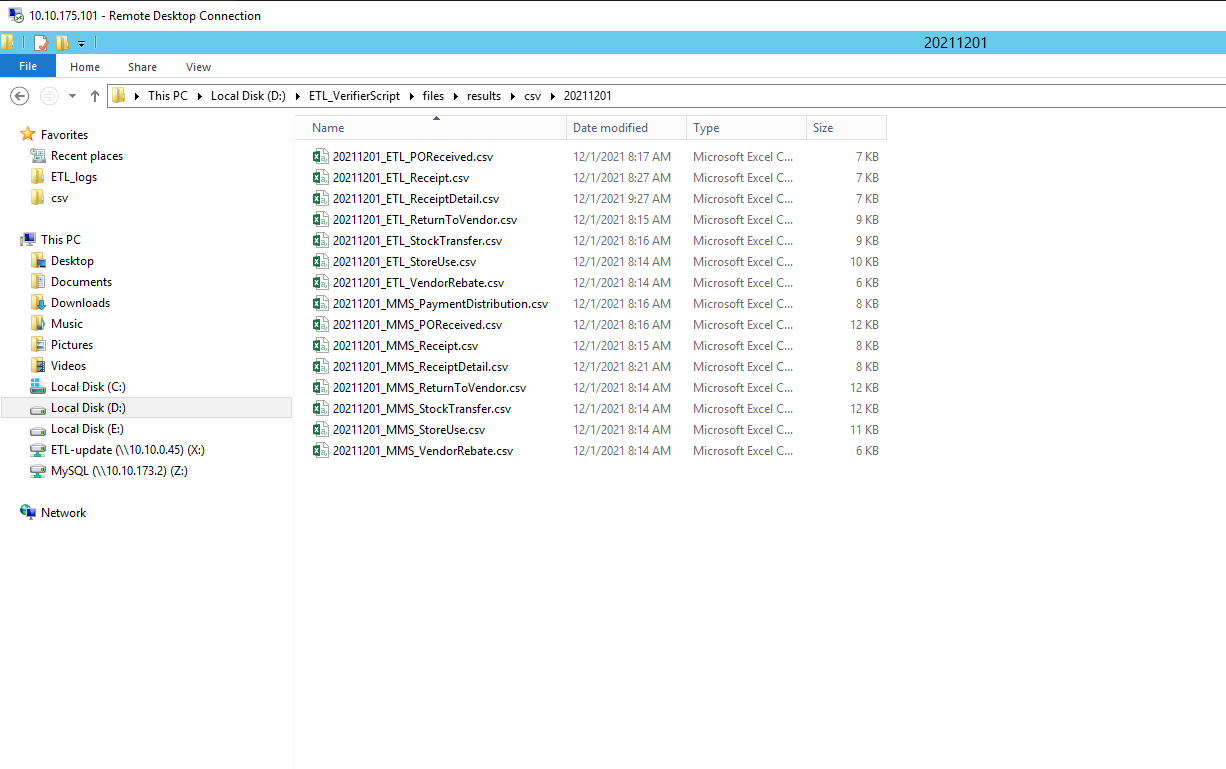 10.10.175.101 - Remote Desktop Connection
20211201
File Home Share View
This PC Local Disk (D:) ETL_VerifierScript files results csv 20211201
Favorites
Recent places
ETL_logs
csv
This PC
Desktop
Documents
Downloads
Music
Pictures
Videos
Local Disk (C:)
Local Disk (D:)
Local Disk (E:)
ETL-update (\\10.10.0.45) (X:)
MySQL (\\10.10.173.2) (Z:)
Network
Name Date modified Type Size
20211201_ETL_POReceived.csv 12/1/2021 8:17 AM Microsoft Excel C... 7 KB
20211201_ETL_Receipt.csv 12/1/2021 8:27 AM Microsoft Excel C... 7 KB
20211201_ETL_ReceiptDetail.csv 12/1/2021 9:27 AM Microsoft Excel C... 7 KB
20211201_ETL_ReturnToVendor.csv 12/1/2021 8:15 AM Microsoft Excel C... 9 KB
20211201_ETL_StockTransfer.csv 12/1/2021 8:16 AM Microsoft Excel C... 9 KB
20211201_ETL_StoreUse.csv 12/1/2021 8:14 AM Microsoft Excel C... 10 KB
20211201_ETL_VendorRebate.csv 12/1/2021 8:14 AM Microsoft Excel C... 6 KB
20211201_MMS_PaymentDistribution.csv 12/1/2021 8:16 AM Microsoft Excel C... 8 KB
20211201_MMS_POReceived.csv 12/1/2021 8:16 AM Microsoft Excel C... 12 KB
20211201_MMS_Receipt.csv 12/1/2021 8:15 AM Microsoft Excel C... 8 KB
20211201_MMS_ReceiptDetail.csv 12/1/2021 8:21 AM Microsoft Excel C... 8 KB
20211201_MMS_ReturnToVendor.csv 12/1/2021 8:14 AM Microsoft Excel C... 12 KB
20211201_MMS_StockTransfer.csv 12/1/2021 8:14 AM Microsoft Excel C... 12 KB
20211201_MMS_StoreUse.csv 12/1/2021 8:14 AM Microsoft Excel C... 11 KB
20211201_MMS_VendorRebate.csv 12/1/2021 8:14 AM Microsoft Excel C... 6 KB